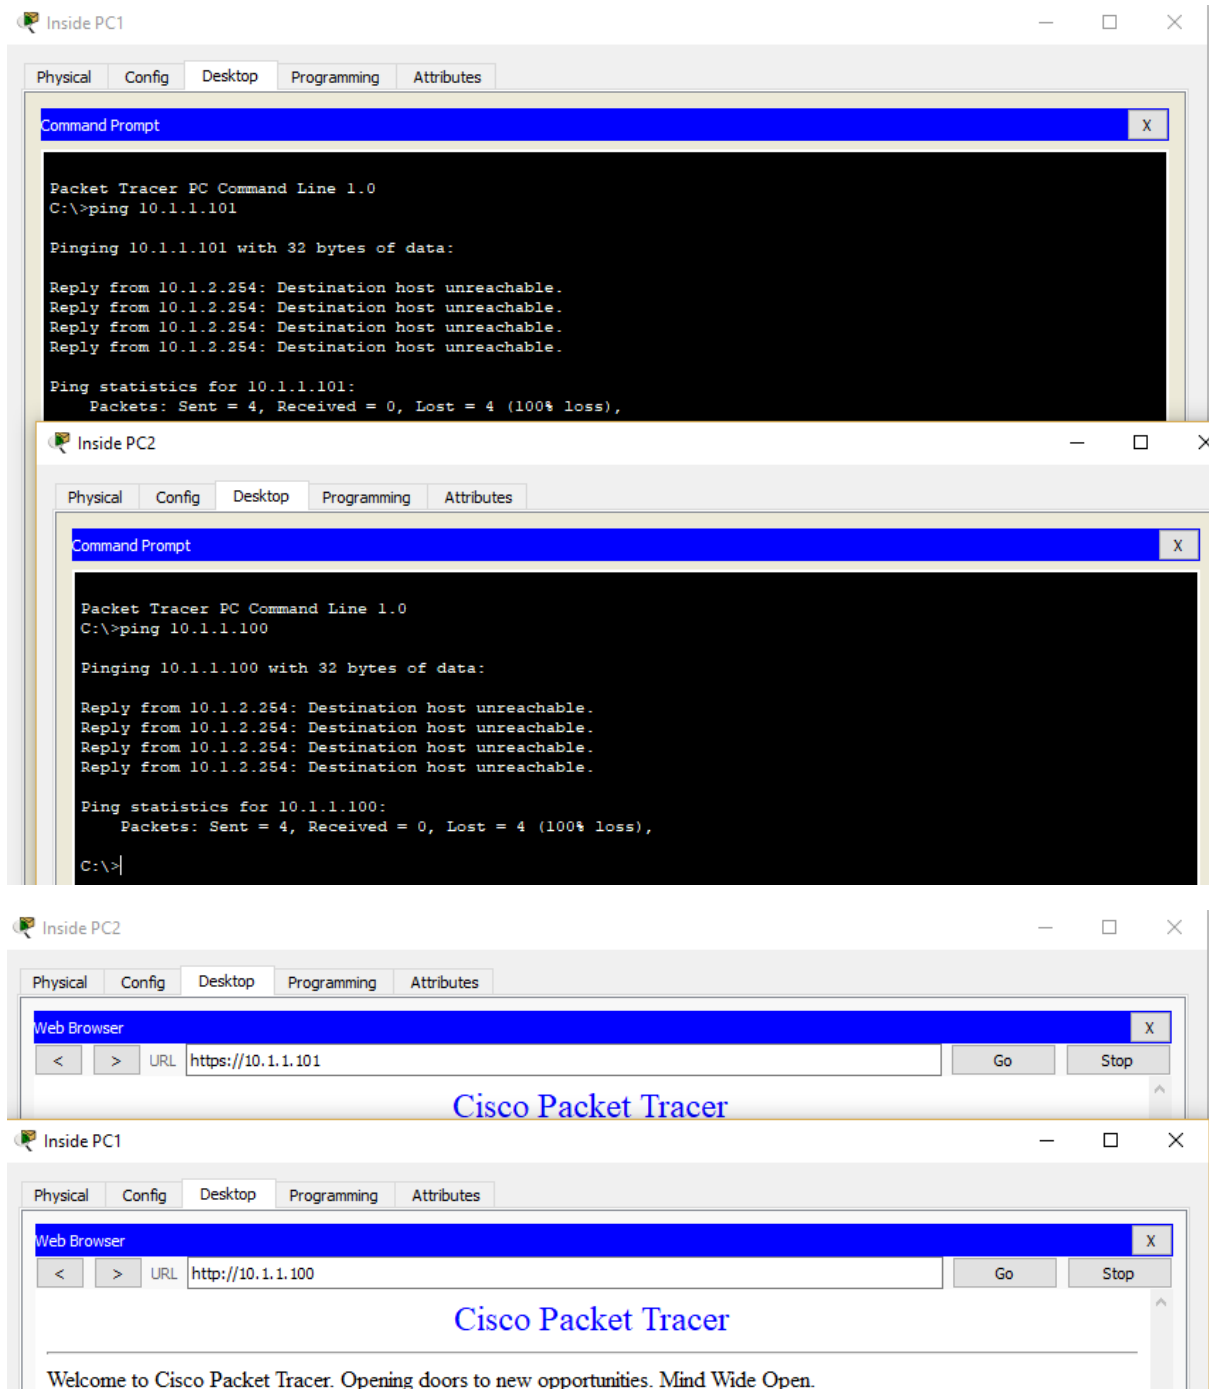 Inside PC1
Physical Config Desktop Programming Attributes
Command Prompt X
Packet Tracer PC Command Line 1.0
C:\>ping 10.1.1.101
Pinging 10.1.1.101 with 32 bytes of data:
Reply from 10.1.2.254: Destination host unreachable.
Reply from 10.1.2.254: Destination host unreachable.
Reply from 10.1.2.254: Destination host unreachable.
Reply from 10.1.2.254: Destination host unreachable.
Ping statistics for 10.1.1.101:
Packets: Sent = 4, Received = 0, Lost = 4 (100% loss),
Inside PC2
Physical Config Desktop Programming Attributes
Command Prompt X
Packet Tracer PC Command Line 1.0
C:\>ping 10.1.1.100
Pinging 10.1.1.100 with 32 bytes of data:
Reply from 10.1.2.254: Destination host unreachable.
Reply from 10.1.2.254: Destination host unreachable.
Reply from 10.1.2.254: Destination host unreachable.
Reply from 10.1.2.254: Destination host unreachable.
Ping statistics for 10.1.1.100:
Packets: Sent = 4, Received = 0, Lost = 4 (100% loss),
C:\>
Inside PC2
Physical Config Desktop Programming Attributes
Web Browser X
< > URL https://10.1.1.101 Go Stop
Cisco Packet Tracer
Inside PC1
Physical Config Desktop Programming Attributes
Web Browser X
< > URL http://10.1.1.100 Go Stop
Cisco Packet Tracer
Welcome to Cisco Packet Tracer. Opening doors to new opportunities. Mind Wide Open.